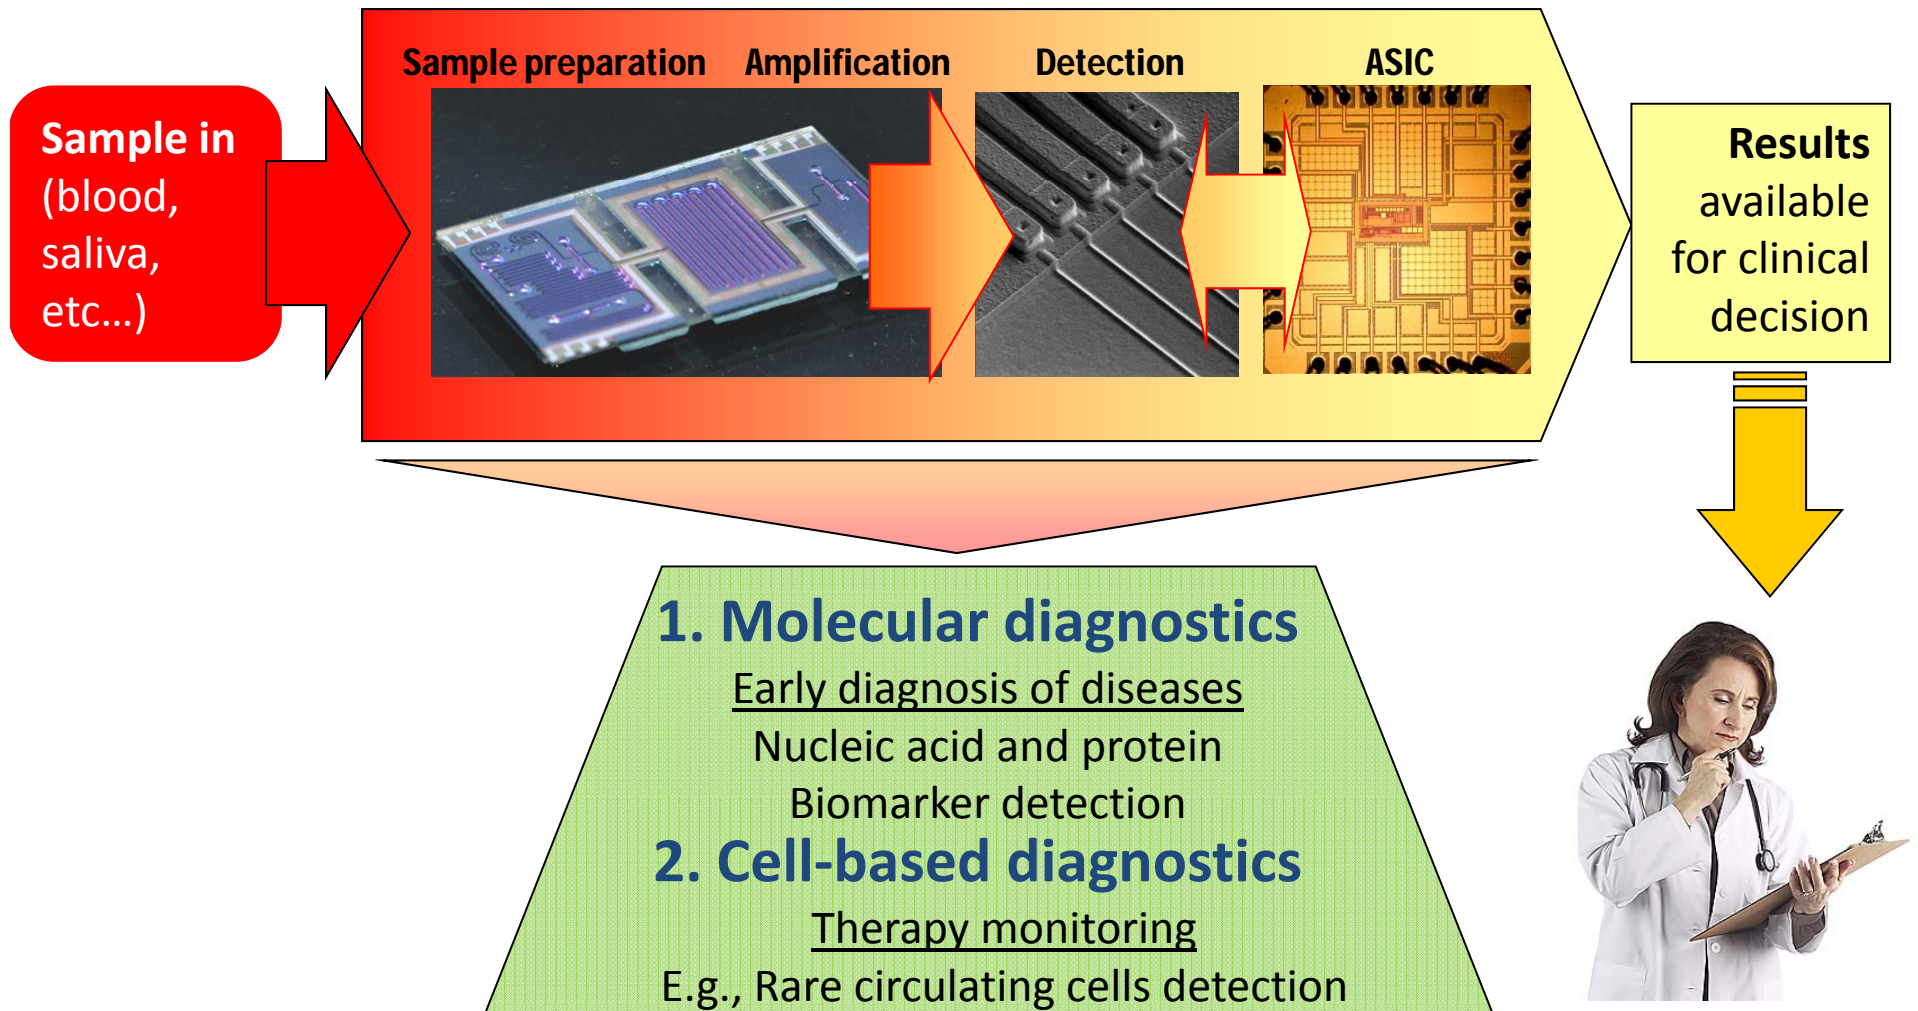 Sample preparation Amplification Detection ASIC
Sample in
(blood,
saliva,
etc...)
Results
available
for clinical
decision
1. Molecular diagnostics
Early diagnosis of diseases
Nucleic acid and protein
Biomarker detection
2. Cell-based diagnostics
Therapy monitoring
E.g., Rare circulating cells detection